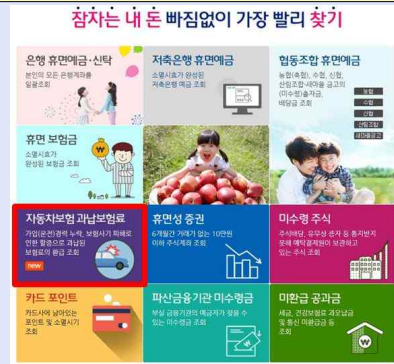 잠자는 내 돈 빠짐없이 가장 빨리 찾기
은행 휴면예금·신탁
본인의 모든 은행계좌를
일괄조회
저축은행 휴면예금
소멸시효가 완성된
저축은행 예금 조회
협동조합 휴면예금
농협(축협), 수협, 신협,
산림조합·새마을 금고의
(미수령)출자금,
배당금 조회
농협
수협
신협
산림조합
새마을금고
휴면 보험금
소멸시효가
완성된 보험금 조회
자동차보험 과납보험료
가입(운전)경력 누락, 보험사기 피해로
인한 할증으로 과납된
보험료의 환급 조회
new
휴면성 증권
6개월간 거래가 없는 10만원
이하 주식계좌 조회
미수령 주식
주식배당, 유무상 증자 등 통지받지
못해 예탁결제원이 보관하고
있는 주식 조회
카드 포인트
카드사에 남아있는
포인트 및 소멸시기
조회
파산금융기관 미수령금
부실 금융기관의 예금자가 찾을 수
있는 미수령금 조회
미환급 공과금
세금, 건강보험료 과오납금
및 통신 미환급금 등
조회